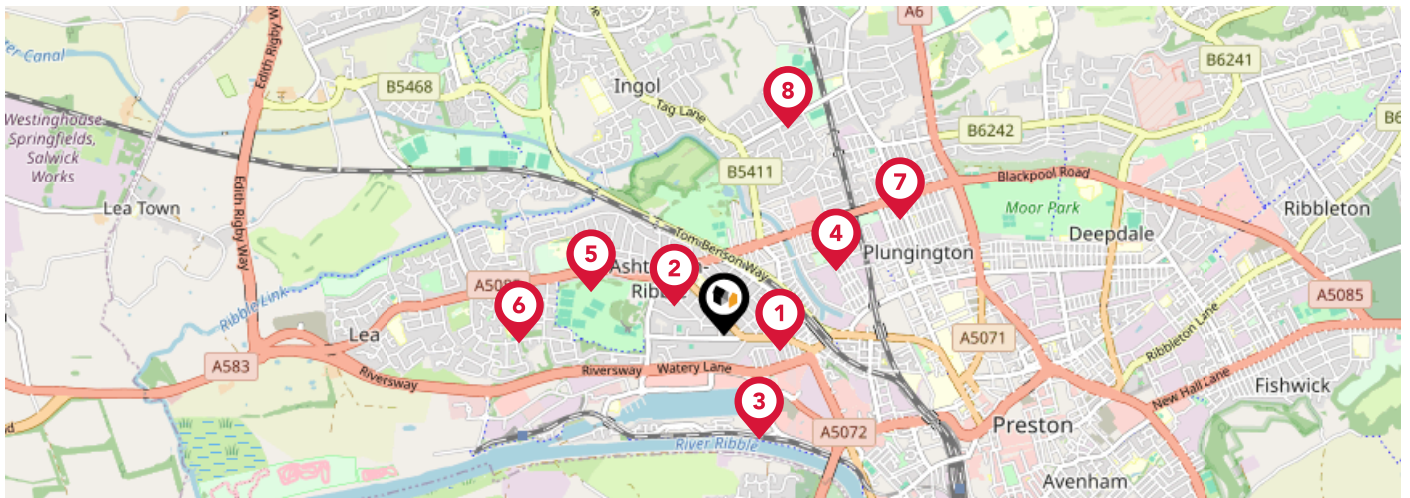 A6
Edith Rigby W
B6241
er Canal
Ingol
B5468
8
Tag Lane
Westinghouse
Springfields,
Salwick
Works
B6242
B5411
Blackpool Road
7
Lea Town
Moor Park
Ribbleton
Edith Rigby Way
Tom Benson Way
4
Deepdale
Plungington
5
2
Ribble Link
6
A5085
1
Lea
A5071
Ribbleton Lane
A583
Riversway
Riversway
Watery Lane
New Hall Lane
Fishwick
3
A5072
Preston
River Ribble
Avenham